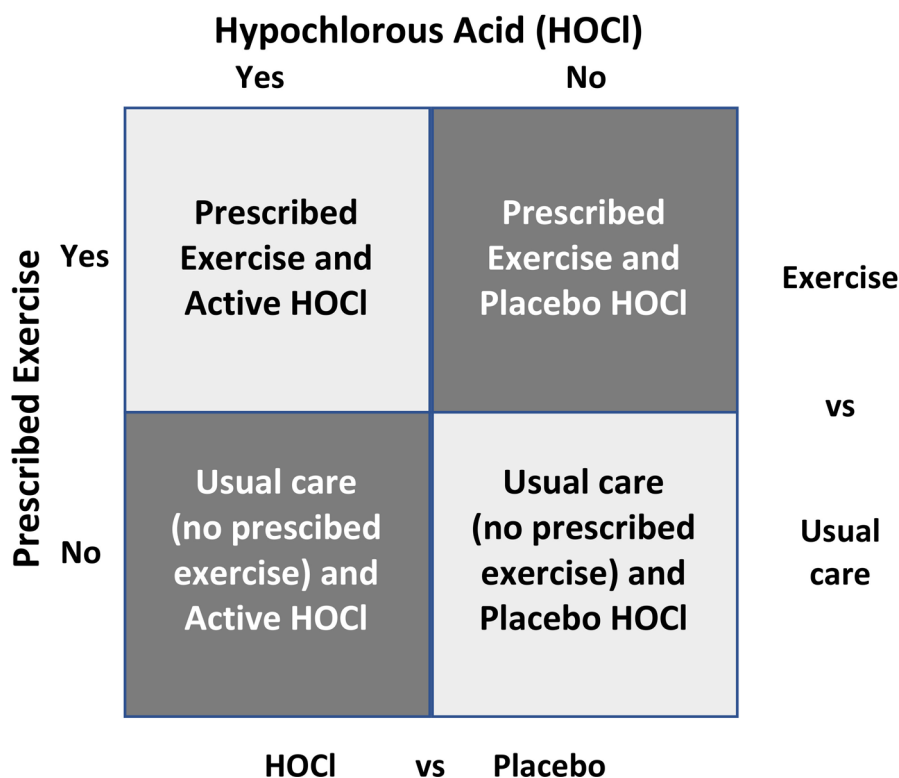 Hypochlorous Acid (HOCl)
Yes
No
Prescribed Exercise
Yes
Prescribed
Exercise and
Active HOCl
Prescribed
Exercise and
Placebo HOCl
Exercise
vs
No
Usual care
(no prescibed
exercise) and
Active HOCl
Usual care
(no prescribed
exercise) and
Placebo HOCl
Usual
care
HOCl vs Placebo